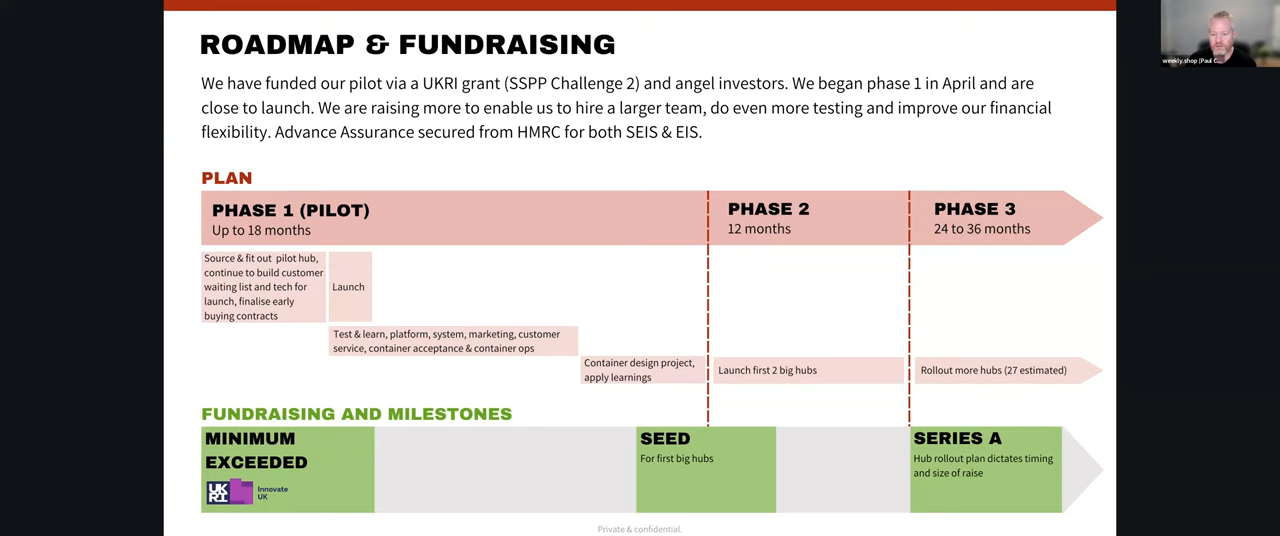 ROADMAP & FUNDRAISING
We have funded our pilot via a UKRI grant (SSPP Challenge 2) and angel investors. We began phase 1 in April and are
close to launch. We are raising more to enable us to hire a larger team, do even more testing and improve our financial
flexibility. Advance Assurance secured from HMRC for both SEIS & EIS.
weekly.shop (Paul C...
PLAN
PHASE 1 (PILOT)
Up to 18 months
PHASE 2
12 months
PHASE 3
24 to 36 months
Source & fit out pilot hub,
continue to build customer
waiting list and tech for
launch, finalise early
buying contracts
Launch
Test & learn, platform, system, marketing, customer
service, container acceptance & container ops
Container design project,
apply learnings
Launch first 2 big hubs
Rollout more hubs (27 estimated)
FUNDRAISING AND MILESTONES
MINIMUM
EXCEEDED
UK
RI
Innovate
UK
SEED
For first big hubs
SERIES A
Hub rollout plan dictates timing
and size of raise
Private & confidential.